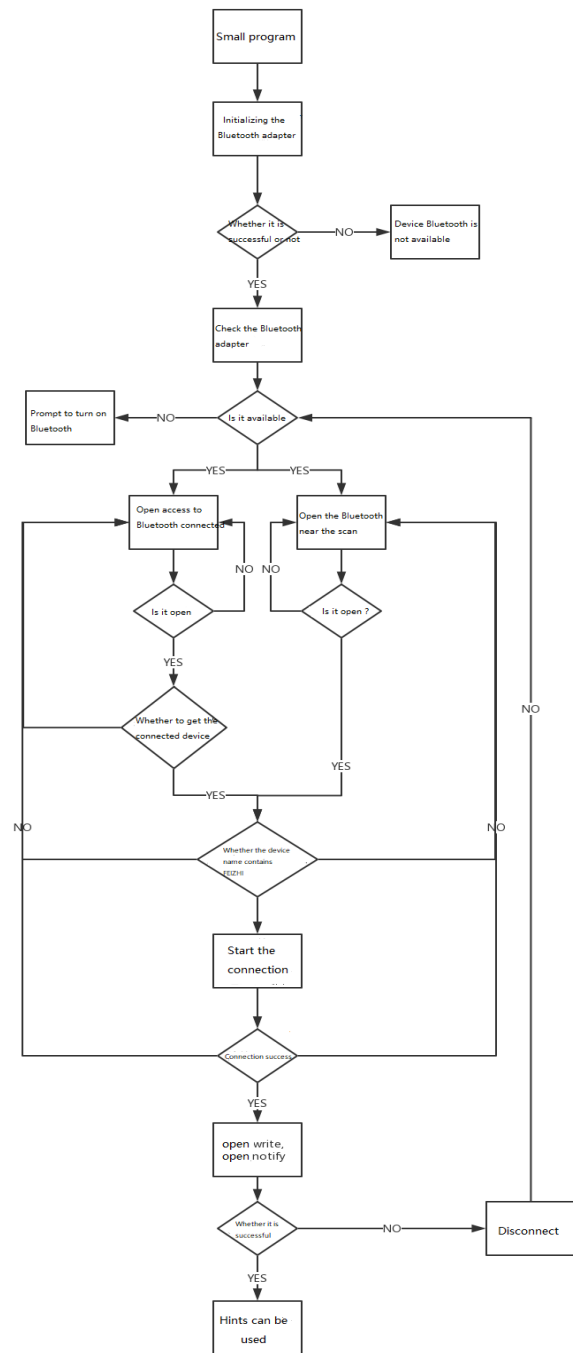 Small program
Initializing the
Bluetooth adapter
Whether it is
successful or not
NO
Device Bluetooth is
not available
YES
Check the Bluetooth
adapter
Is it available
NO
Prompt to turn on
Bluetooth
YES
YES
Open access to
Bluetooth connected
Open the Bluetooth
near the scan
NO
NO
Is it open
Is it open ?
YES
Whether to get the
connected device
NO
YES
YES
NO
NO
Whether the device
name contains
FEIZHI
Start the
connection
Connection success
YES
open write,
open notify
Whether it is
successful
NO
Disconnect
YES
Hints can be
used